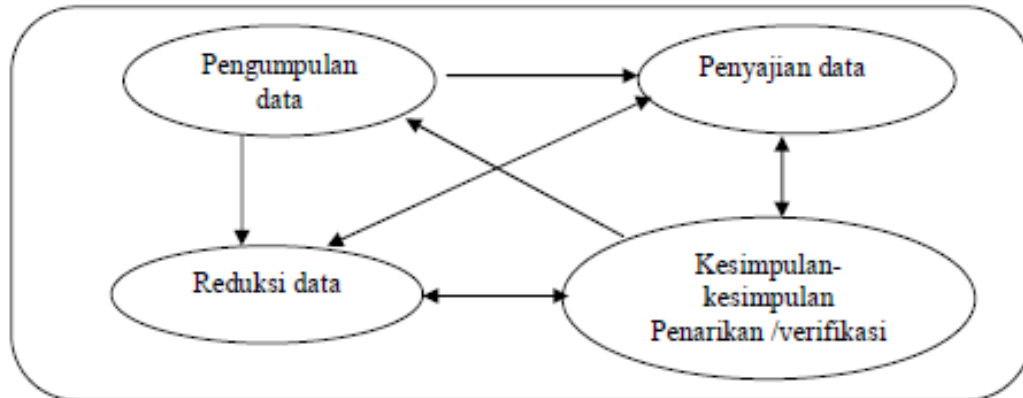 Pengumpulan
data
Penyajian data
Reduksi data
Kesimpulan-
kesimpulan
Penarikan /verifikasi